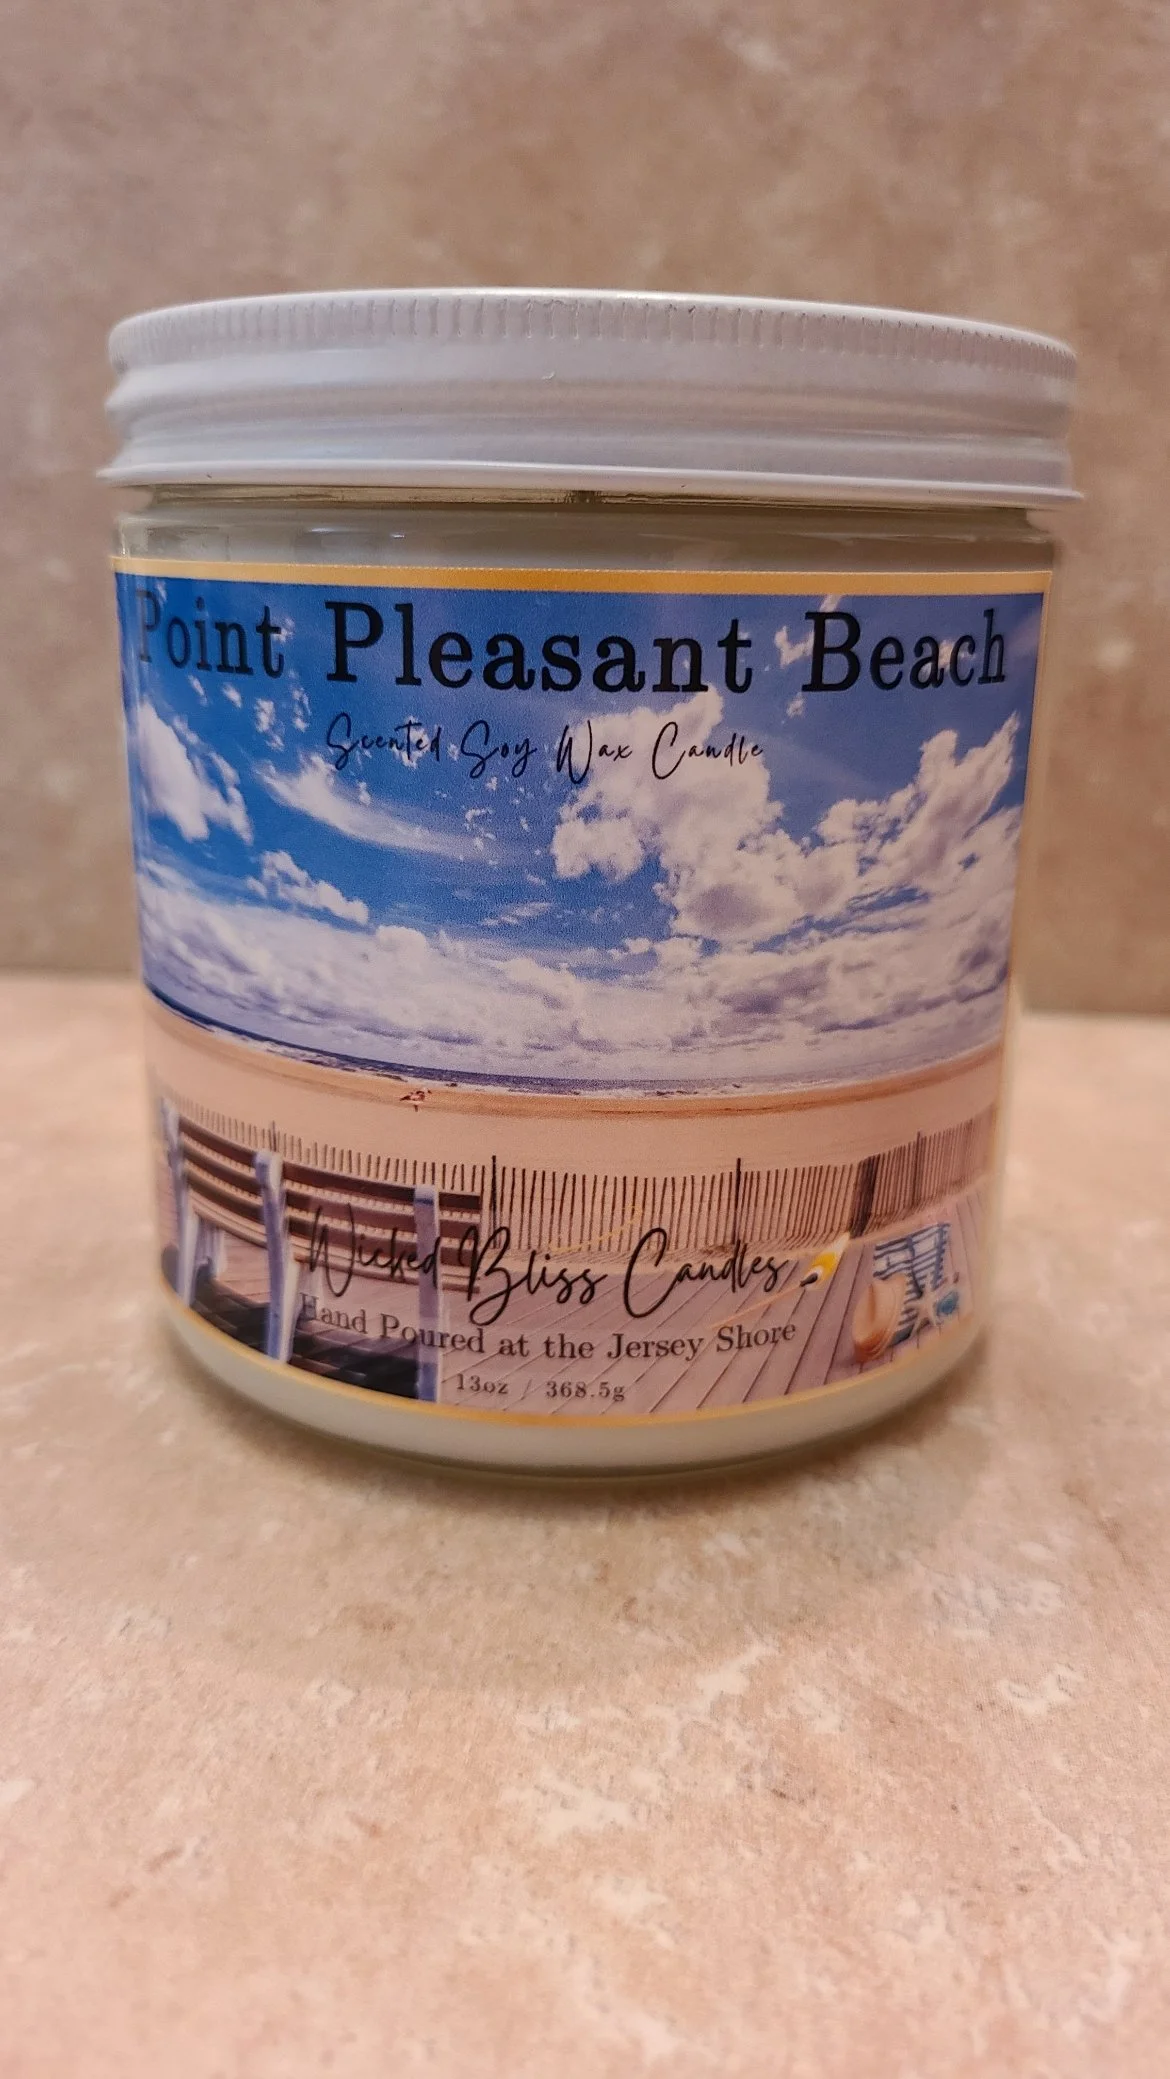 Point Pleasant Beach
Scented Soy Wax Candle
Wicked Bliss Candles
Hand Poured at the Jersey Shore
13oz / 368.5g